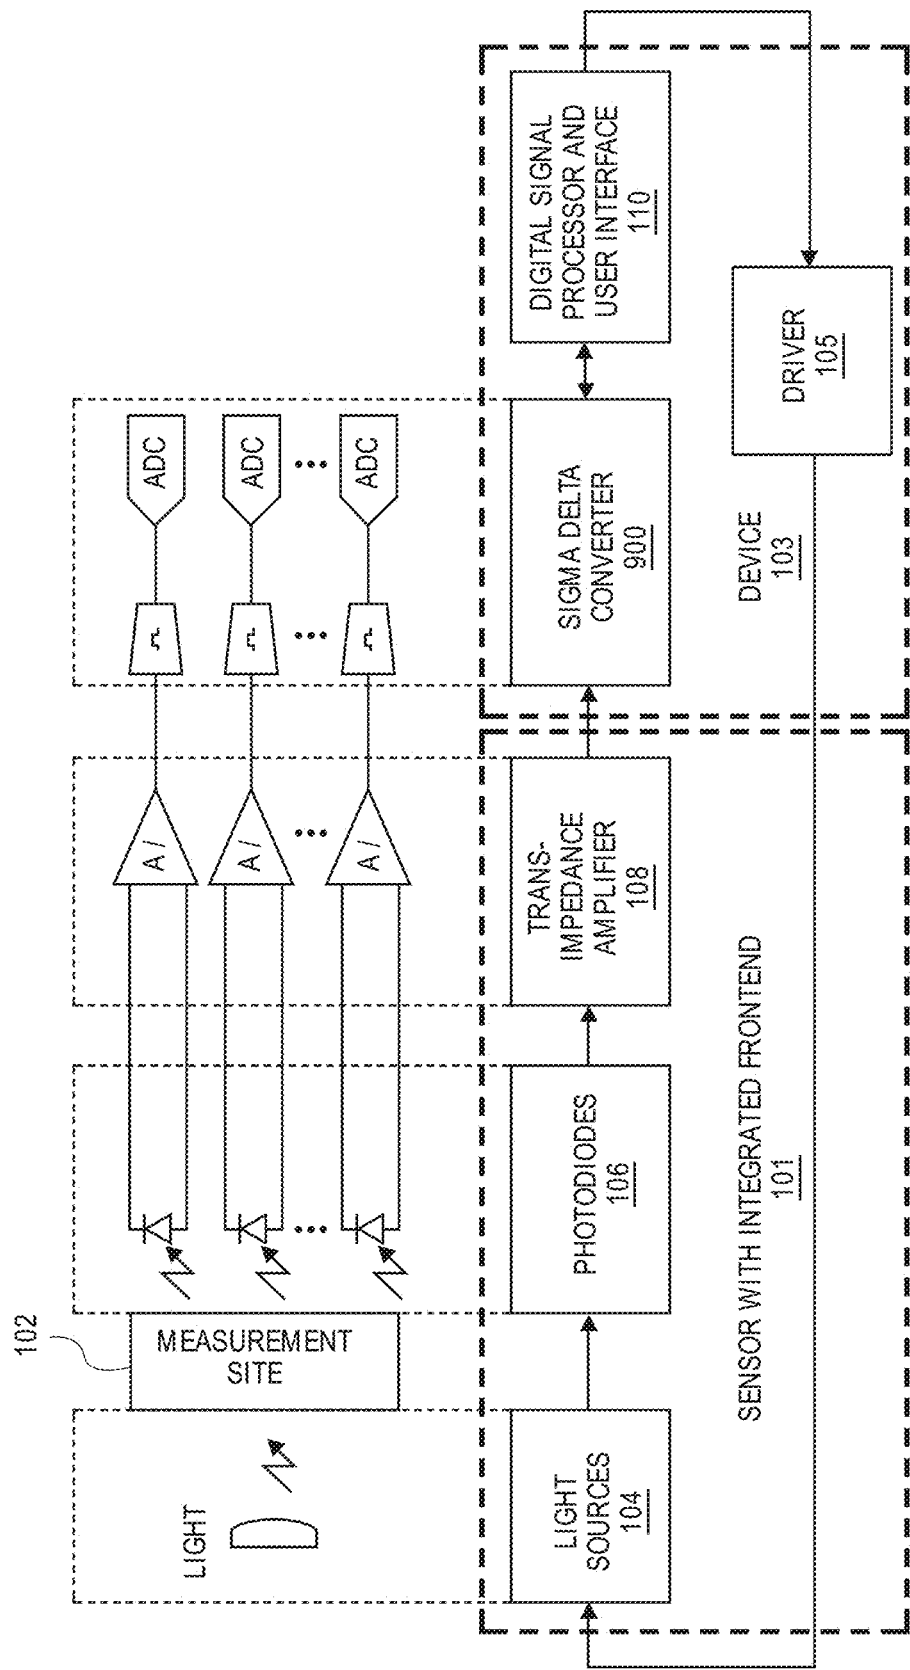 102
LIGHT
MEASUREMENT
SITE
A /
A /
A /
ADC
ADC
ADC
LIGHT
SOURCES
104
PHOTODIODES
106
TRANS-
IMPEDANCE
AMPLIFIER
108
SIGMA DELTA
CONVERTER
900
DIGITAL SIGNAL
PROCESSOR AND
USER INTERFACE
110
SENSOR WITH INTEGRATED FRONTEND
101
DEVICE
103
DRIVER
105